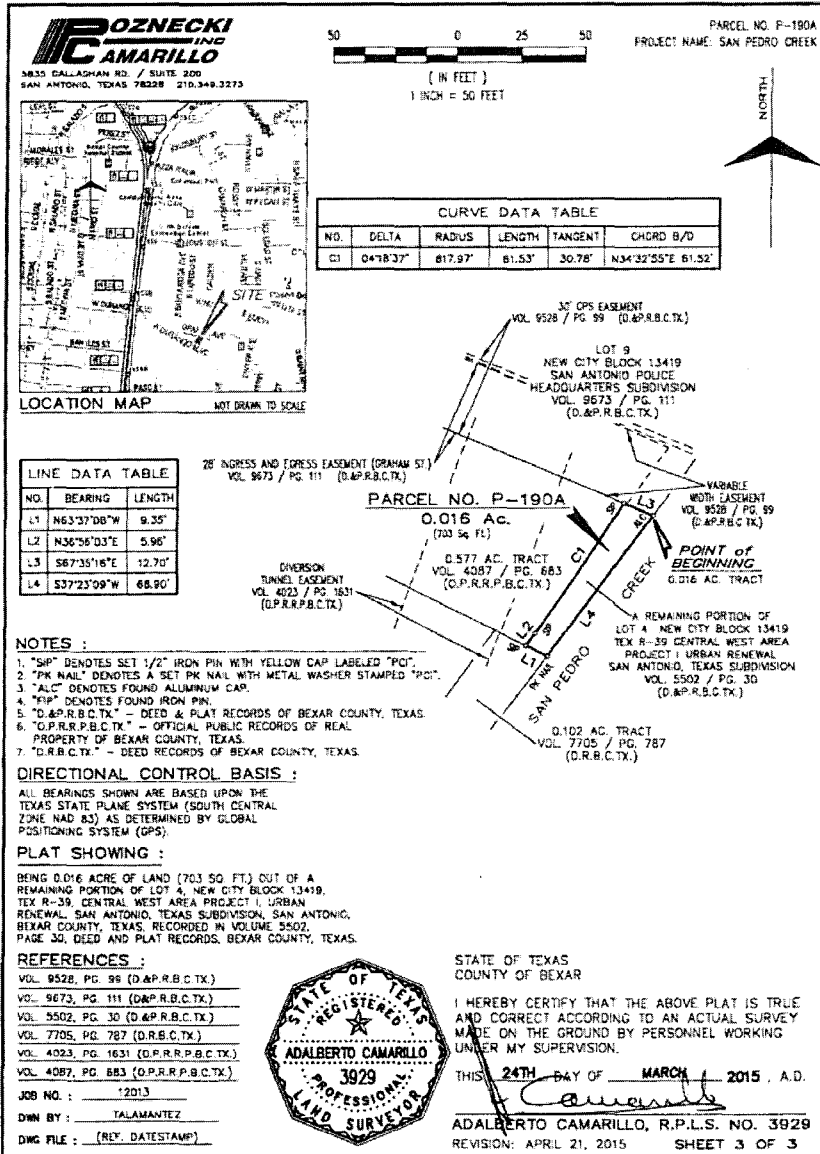 POZNECKI
INC
CAMARILLO
5835 CALLAGHAN RD. / SUITE 200
SAN ANTONIO, TEXAS 78228 210.349.3273
50 0 25 50
( IN FEET )
1 INCH = 50 FEET
PARCEL NO. P-190A
PROJECT NAME: SAN PEDRO CREEK
NORTH
SITE
LOCATION MAP
NOT DRAWN TO SCALE
CURVE DATA TABLE
NO. DELTA RADIUS LENGTH TANGENT CHORD B/D
C1 04°18'37" 817.97' 61.53' 30.78' N34°32'55"E 61.52'
30' CPS EASEMENT
VOL. 9528 / PG. 99 (D.&P.R.B.C.TX.)
LOT 9
NEW CITY BLOCK 13419
SAN ANTONIO POLICE
HEADQUARTERS SUBDIVISION
VOL. 9673 / PG. 111
(D.&P.R.B.C.TX.)
28' INGRESS AND EGRESS EASEMENT (GRAHAM ST.)
VOL. 9673 / PG. 111 (D.&P.R.B.C.TX.)
LINE DATA TABLE
NO. BEARING LENGTH
L1 N63°37'08"W 9.35'
L2 N36°56'03"E 5.96'
L3 S67°35'16"E 12.70'
L4 S37°23'09"W 68.90'
VARIABLE
WIDTH EASEMENT
VOL. 9528 / PG. 99
(D.&P.R.B.C.TX.)
PARCEL NO. P-190A
0.016 Ac.
(703 Sq. Ft.)
0.577 AC. TRACT
VOL. 4087 / PG. 683
(O.P.R.R.P.B.C.TX.)
DIVERSION
TUNNEL EASEMENT
VOL. 4023 / PG. 1631
(O.P.R.R.P.B.C.TX.)
SIP
L3
ALC
C1
POINT of
BEGINNING
0.016 AC. TRACT
L4
L2
SIP
SIP
L1
PK NAIL
SAN PEDRO CREEK
A REMAINING PORTION OF
LOT 4 NEW CITY BLOCK 13419
TEX R-39 CENTRAL WEST AREA
PROJECT I URBAN RENEWAL
SAN ANTONIO, TEXAS SUBDIVISION
VOL. 5502 / PG. 30
(D.&P.R.B.C.TX.)
0.102 AC. TRACT
VOL. 7705 / PG. 787
(D.R.B.C.TX.)
NOTES :
1. "SIP" DENOTES SET 1/2" IRON PIN WITH YELLOW CAP LABELED "PCI".
2. "PK NAIL" DENOTES A SET PK NAIL WITH METAL WASHER STAMPED "PCI".
3. "ALC" DENOTES FOUND ALUMINUM CAP.
4. "FIP" DENOTES FOUND IRON PIN.
5. "D.&P.R.B.C.TX." - DEED & PLAT RECORDS OF BEXAR COUNTY, TEXAS.
6. "O.P.R.R.P.B.C.TX." - OFFICIAL PUBLIC RECORDS OF REAL
PROPERTY OF BEXAR COUNTY, TEXAS.
7. "D.R.B.C.TX." - DEED RECORDS OF BEXAR COUNTY, TEXAS.
DIRECTIONAL CONTROL BASIS :
ALL BEARINGS SHOWN ARE BASED UPON THE
TEXAS STATE PLANE SYSTEM (SOUTH CENTRAL
ZONE NAD 83) AS DETERMINED BY GLOBAL
POSITIONING SYSTEM (GPS).
PLAT SHOWING :
BEING 0.016 ACRE OF LAND (703 SQ. FT.) OUT OF A
REMAINING PORTION OF LOT 4, NEW CITY BLOCK 13419,
TEX R-39, CENTRAL WEST AREA PROJECT I, URBAN
RENEWAL, SAN ANTONIO, TEXAS SUBDIVISION, SAN ANTONIO,
BEXAR COUNTY, TEXAS, RECORDED IN VOLUME 5502,
PAGE 30, DEED AND PLAT RECORDS, BEXAR COUNTY, TEXAS.
REFERENCES :
VOL. 9528, PG. 99 (D.&P.R.B.C.TX.)
VOL. 9673, PG. 111 (D&P.R.B.C.TX.)
VOL. 5502, PG. 30 (D.&P.R.B.C.TX.)
VOL. 7705, PG. 787 (D.R.B.C.TX.)
VOL. 4023, PG. 1631 (O.P.R.R.P.B.C.TX.)
VOL. 4087, PG. 683 (O.P.R.R.P.B.C.TX.)
JOB NO. : 12013
DWN BY : TALAMANTEZ
DWG FILE : (REF. DATESTAMP)
STATE OF TEXAS
REGISTERED
ADALBERTO CAMARILLO
3929
PROFESSIONAL
LAND SURVEYOR
STATE OF TEXAS
COUNTY OF BEXAR
I HEREBY CERTIFY THAT THE ABOVE PLAT IS TRUE
AND CORRECT ACCORDING TO AN ACTUAL SURVEY
MADE ON THE GROUND BY PERSONNEL WORKING
UNDER MY SUPERVISION.
THIS 24TH DAY OF MARCH 2015 , A.D.
Camarillo
ADALBERTO CAMARILLO, R.P.L.S. NO. 3929
REVISION: APRIL 21, 2015 SHEET 3 OF 3